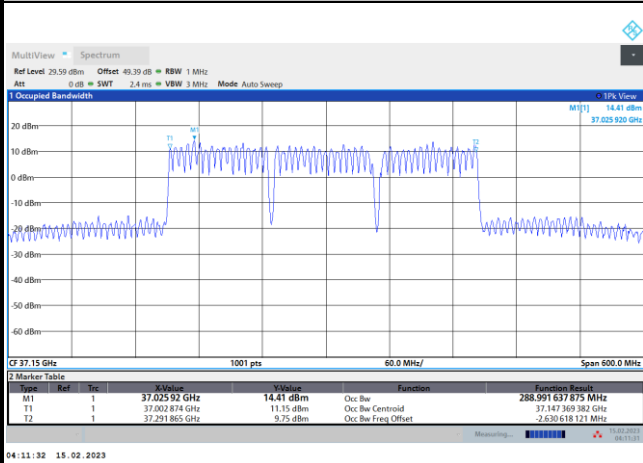 MultiView Spectrum
Ref Level 29.59 dBm Offset 49.39 dB RBW 1 MHz
Att 0 dB SWT 2.4 ms VBW 3 MHz Mode Auto Sweep
1 Occupied Bandwidth 1Pk View
M1[1] 14.41 dBm
37.025 920 GHz
20 dBm
M1
T1
T2
10 dBm
0 dBm
-10 dBm
-20 dBm
-30 dBm
-40 dBm
-50 dBm
-60 dBm
CF 37.15 GHz 1001 pts 60.0 MHz/ Span 600.0 MHz
2 Marker Table
Type Ref Trc X-Value Y-Value Function Function Result
M1 1 37.025 92 GHz 14.41 dBm Occ Bw 288.991 637 875 MHz
T1 1 37.002 874 GHz 11.15 dBm Occ Bw Centroid 37.147 369 382 GHz
T2 1 37.291 865 GHz 9.75 dBm Occ Bw Freq Offset -2.630 618 121 MHz
Measuring... 15.02.2023
04:11:31
04:11:32 15.02.2023